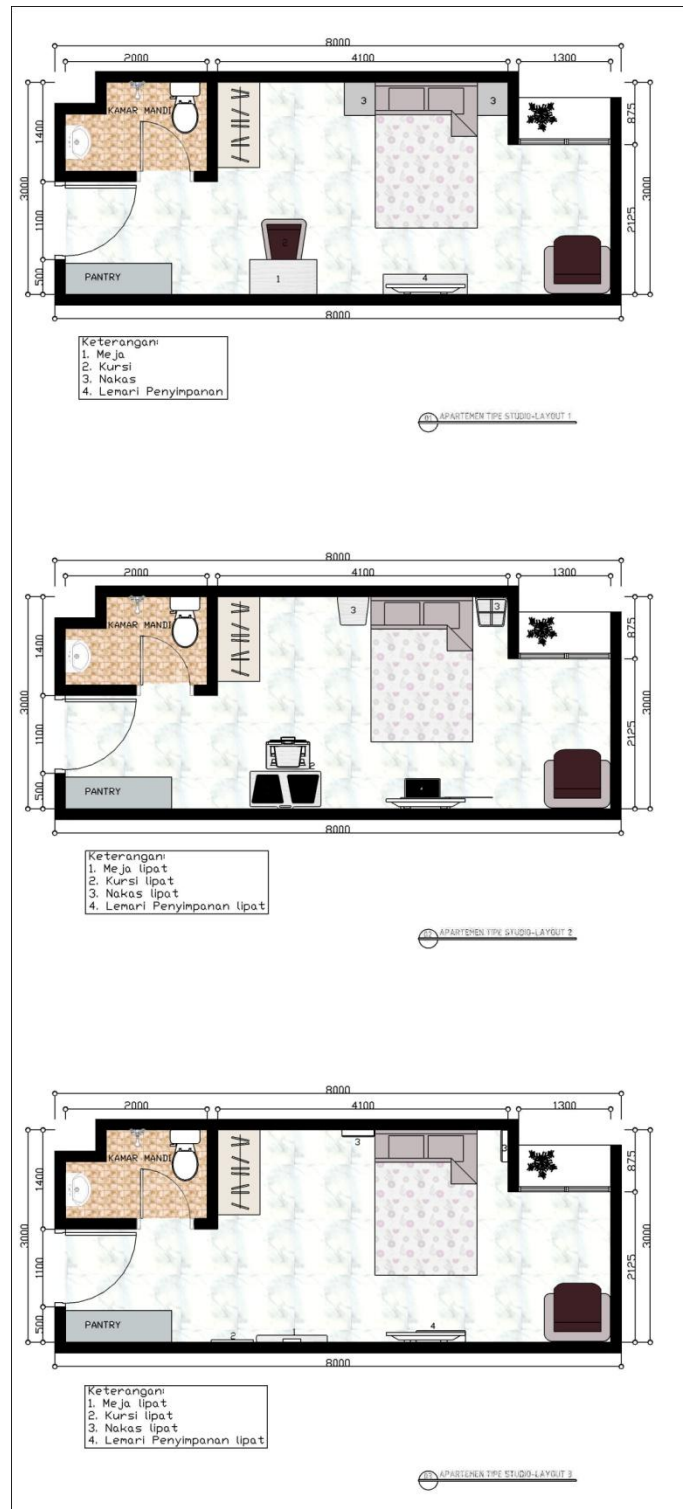 8000
2000 4100 1300
KAMAR MANDI
3 3
875
1400
3000
3000
1100
2125
2
500
PANTRY
1
4
8000
Keterangan:
1. Meja
2. Kursi
3. Nakas
4. Lemari Penyimpanan
01 APARTEMEN TIPE STUDIO-LAYOUT 1
8000
2000 4100 1300
KAMAR MANDI
3 3
875
1400
3000
3000
1100
2125
2
500
PANTRY
8000
Keterangan:
1. Meja lipat
2. Kursi lipat
3. Nakas lipat
4. Lemari Penyimpanan lipat
02 APARTEMEN TIPE STUDIO-LAYOUT 2
8000
2000 4100 1300
3 3
KAMAR MANDI
875
1400
3000
3000
1100
2125
500
PANTRY
2 1 4
8000
Keterangan:
1. Meja lipat
2. Kursi lipat
3. Nakas lipat
4. Lemari Penyimpanan lipat
03 APARTEMEN TIPE STUDIO-LAYOUT 3